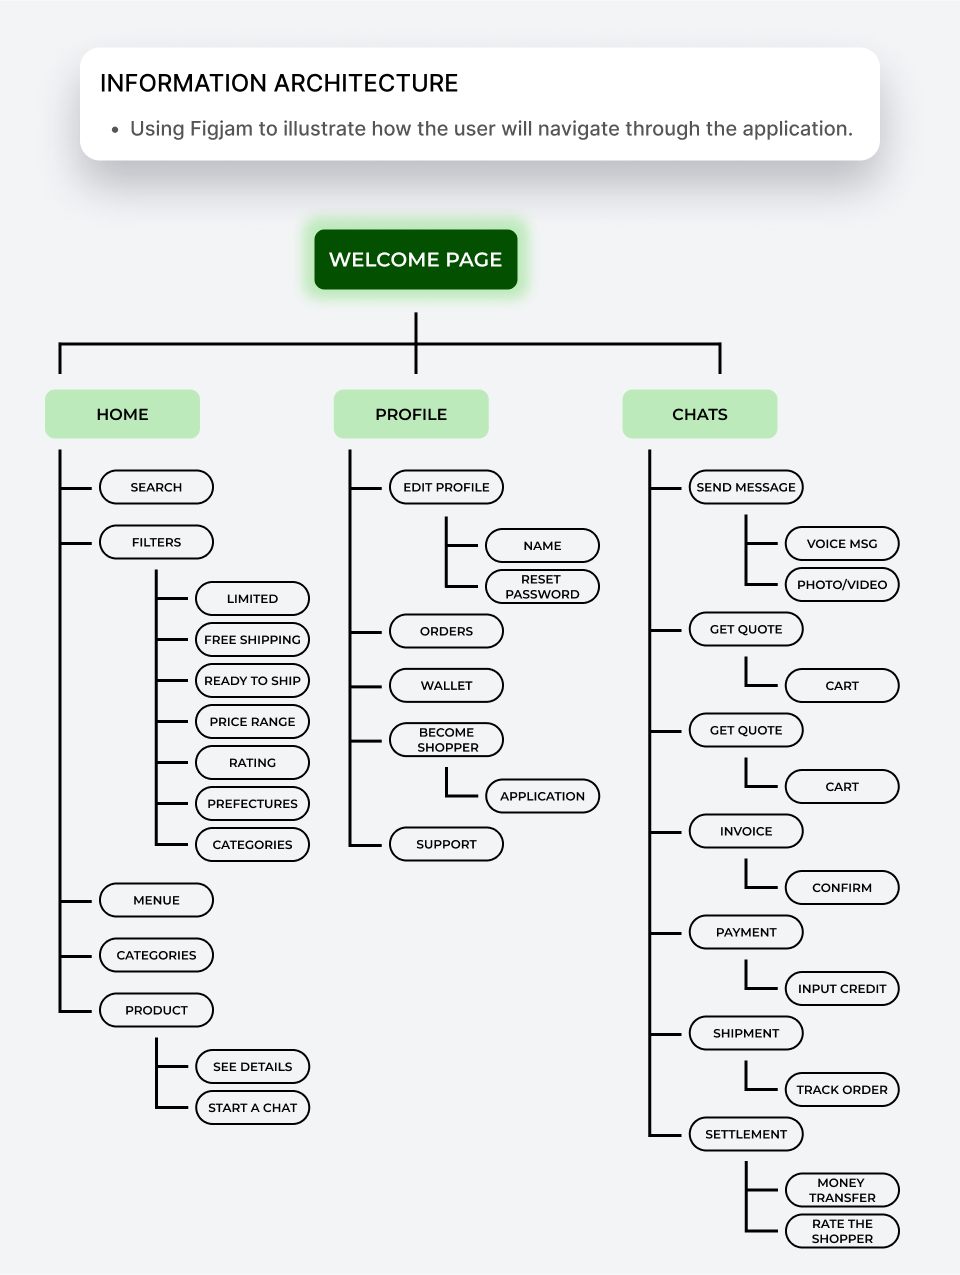 INFORMATION ARCHITECTURE
• Using Figjam to illustrate how the user will navigate through the application.
WELCOME PAGE
HOME
SEARCH
FILTERS
LIMITED
FREE SHIPPING
READY TO SHIP
PRICE RANGE
RATING
PREFECTURES
CATEGORIES
MENUE
CATEGORIES
PRODUCT
SEE DETAILS
START A CHAT
PROFILE
EDIT PROFILE
NAME
RESET
PASSWORD
ORDERS
WALLET
BECOME
SHOPPER
APPLICATION
SUPPORT
CHATS
SEND MESSAGE
VOICE MSG
PHOTO/VIDEO
GET QUOTE
CART
GET QUOTE
CART
INVOICE
CONFIRM
PAYMENT
INPUT CREDIT
SHIPMENT
TRACK ORDER
SETTLEMENT
MONEY
TRANSFER
RATE THE
SHOPPER